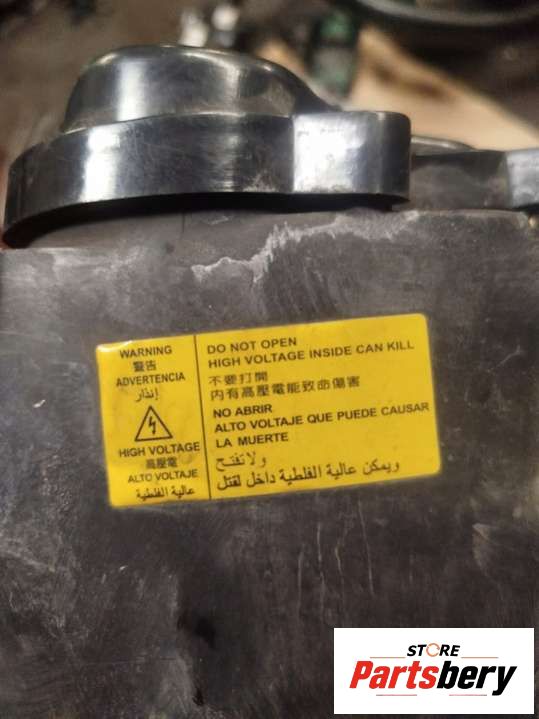 WARNING
警告
ADVERTENCIA
إنذار
HIGH VOLTAGE
高壓電
ALTO VOLTAJE
عالية الفلطية
DO NOT OPEN
HIGH VOLTAGE INSIDE CAN KILL
不要打開
內有高壓電能致命傷害
NO ABRIR
ALTO VOLTAJE QUE PUEDE CAUSAR
LA MUERTE
ولا تفتح
ويمكن عالية الفلطية داخل لقتل
STORE
Partsbery